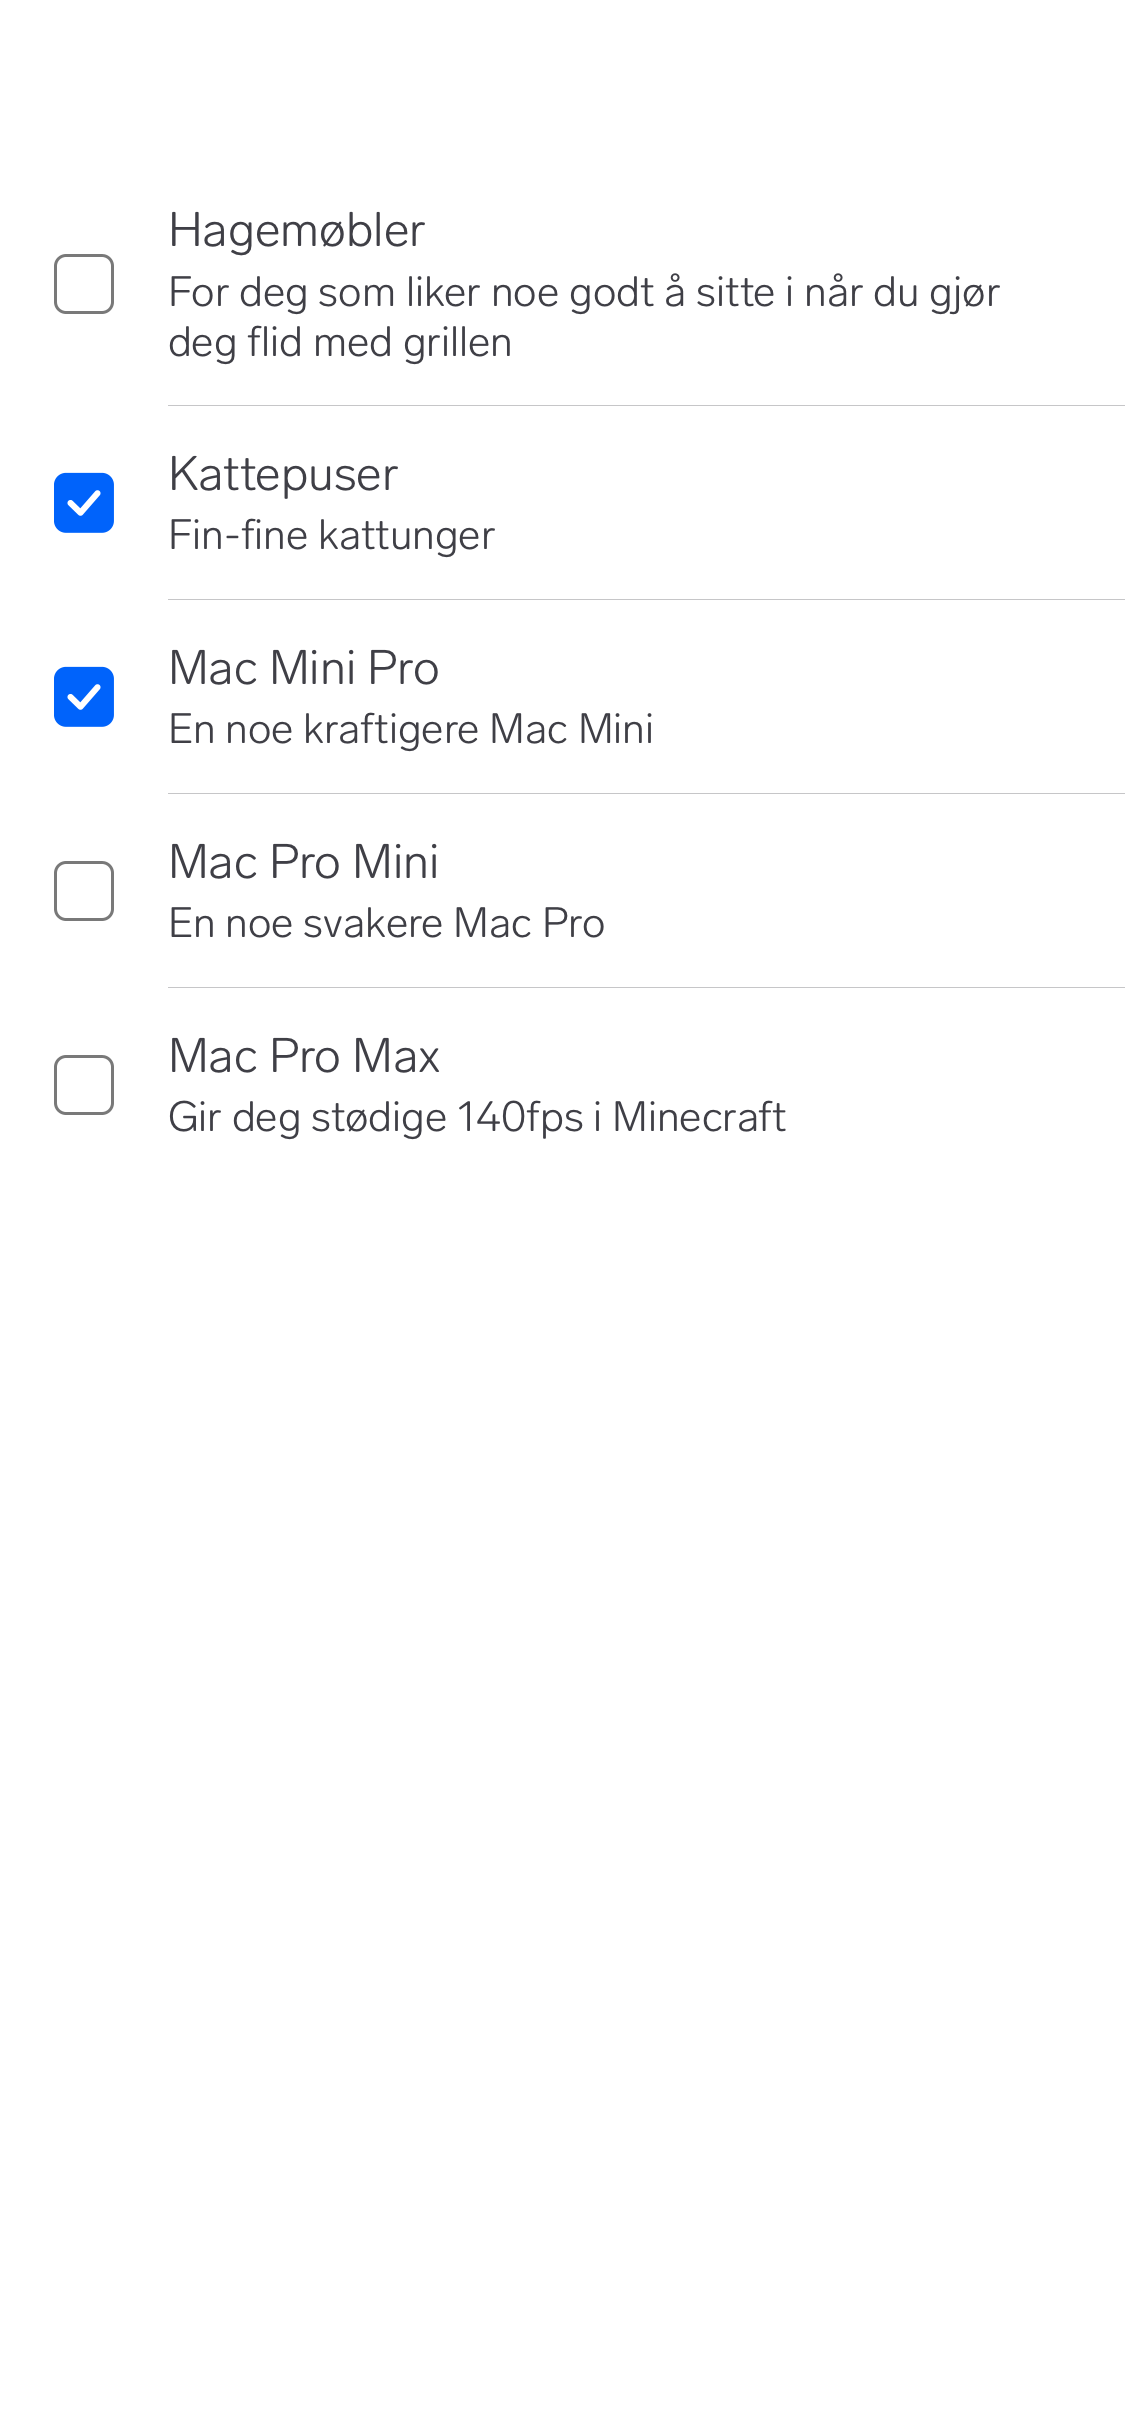 Hagemøbler
For deg som liker noe godt å sitte i når du gjør
deg flid med grillen
Kattepuser
Fin-fine kattunger
Mac Mini Pro
En noe kraftigere Mac Mini
Mac Pro Mini
En noe svakere Mac Pro
Mac Pro Max
Gir deg stødige 140fps i Minecraft